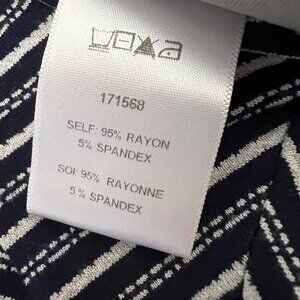 171568
SELF: 95% RAYON
5% SPANDEX
SOI: 95% RAYONNE
5% SPANDEX